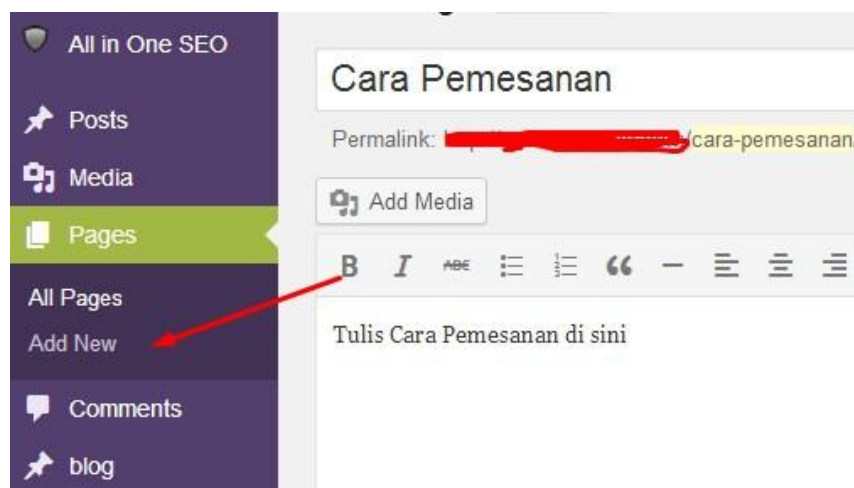 All in One SEO
Posts
Media
Pages
All Pages
Add New
Comments
blog
Cara Pemesanan
Permalink: /cara-pemesanan/
Add Media
B I ABE
Tulis Cara Pemesanan di sini